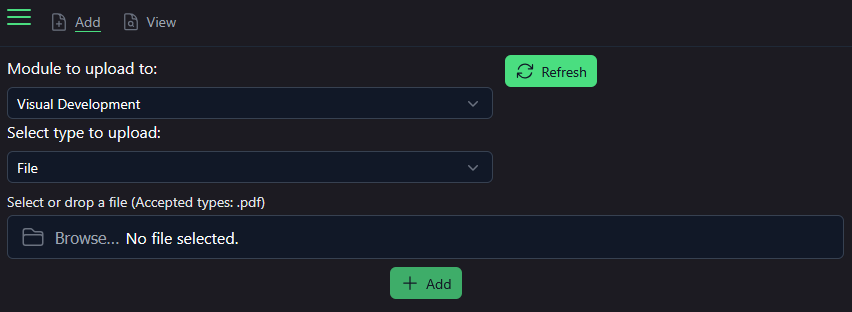 Add View
Module to upload to:
Refresh
Visual Development
Select type to upload:
File
Select or drop a file (Accepted types: .pdf)
Browse... No file selected.
Add